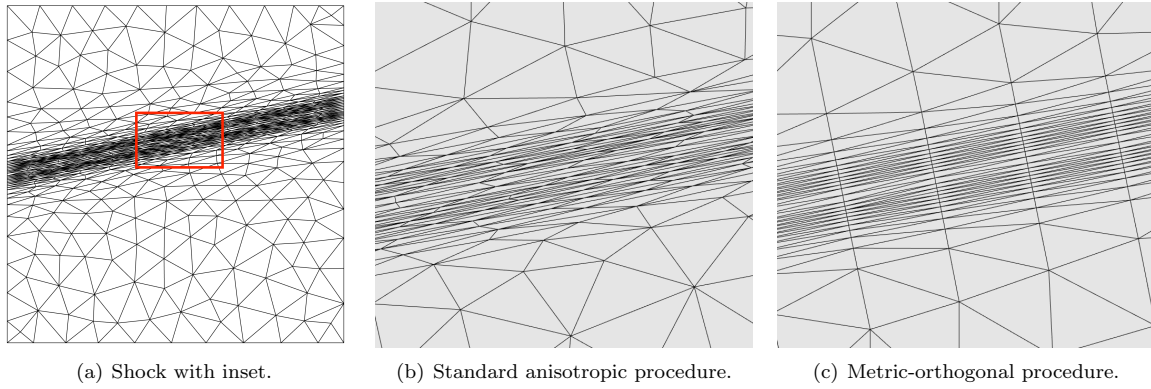 (a) Shock with inset.
(b) Standard anisotropic procedure.
(c) Metric-orthogonal procedure.